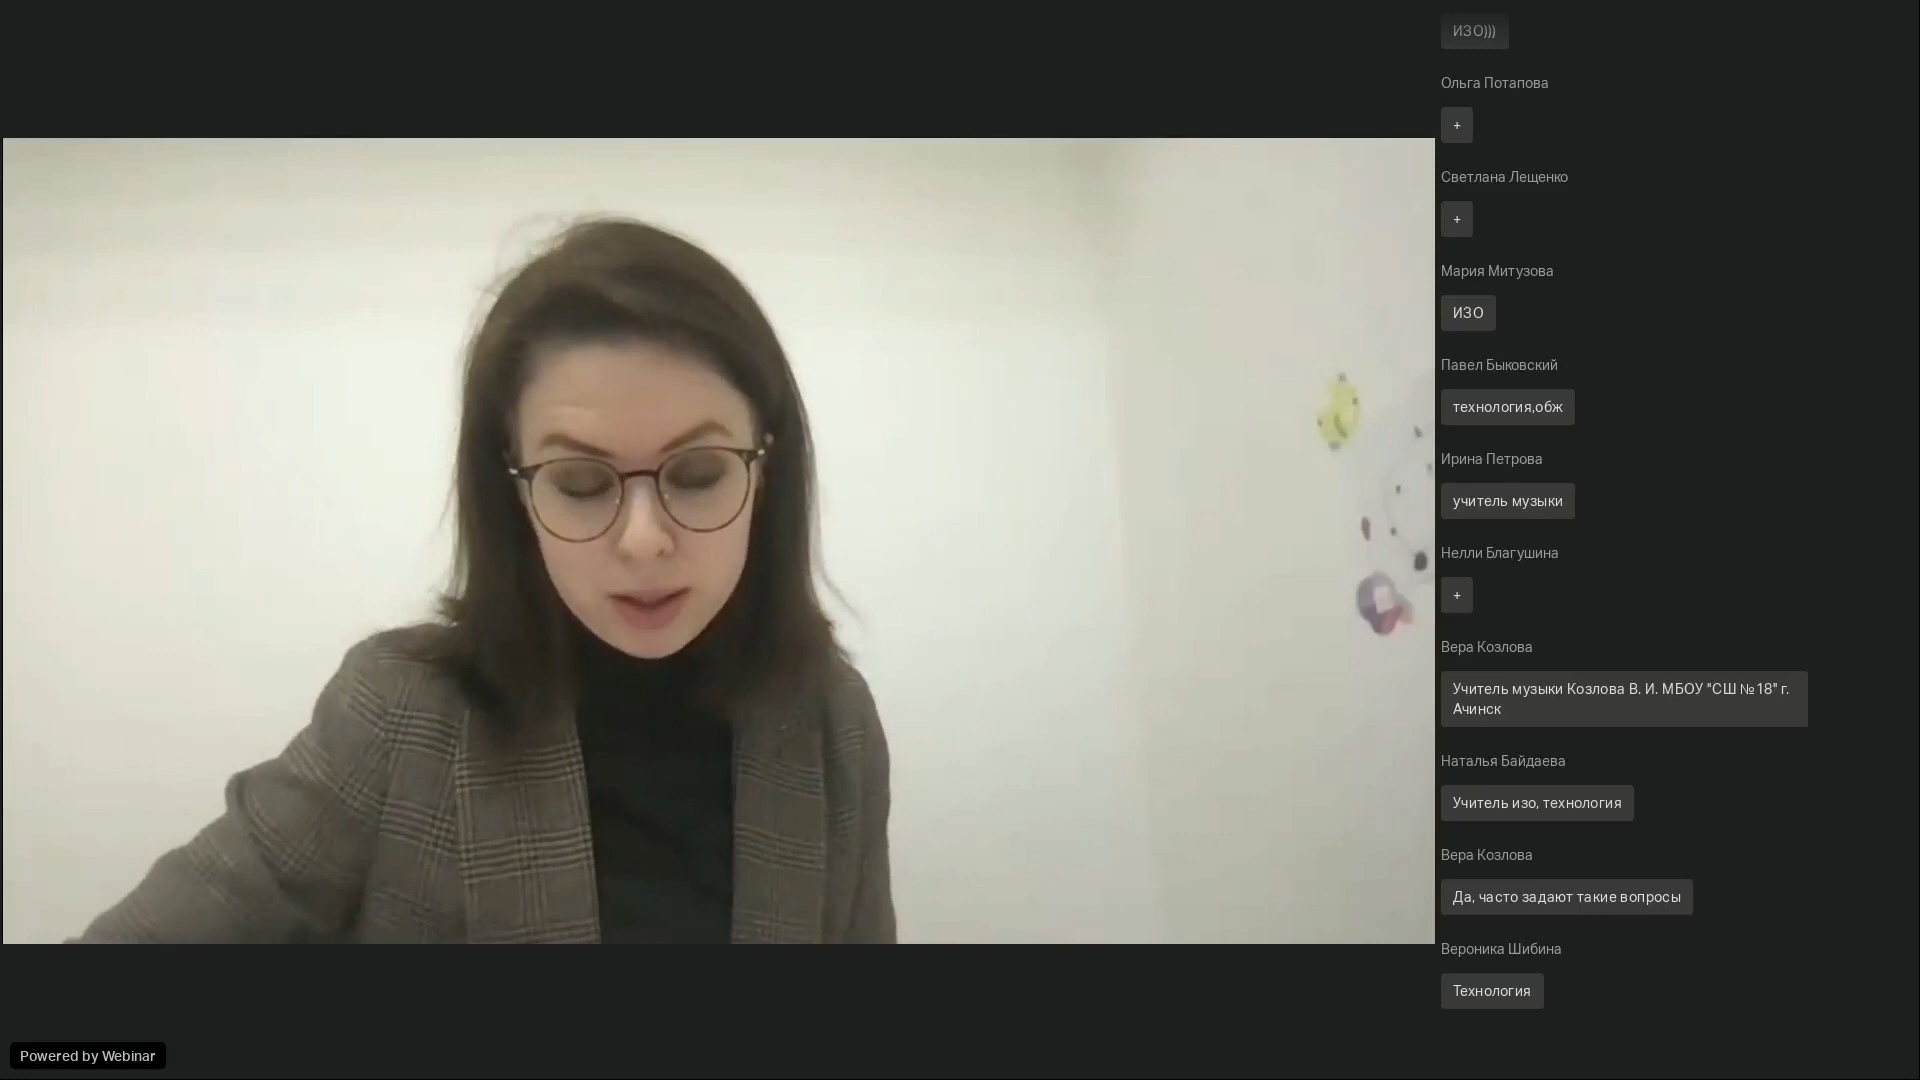 ИЗО)))
Ольга Потапова
+
Светлана Лещенко
+
Мария Митузова
ИЗО
Павел Быковский
технология,обж
Ирина Петрова
учитель музыки
Нелли Благушина
+
Вера Козлова
Учитель музыки Козлова В. И. МБОУ "СШ №18" г.
Ачинск
Наталья Байдаева
Учитель изо, технология
Вера Козлова
Да, часто задают такие вопросы
Вероника Шибина
Технология
Powered by Webinar